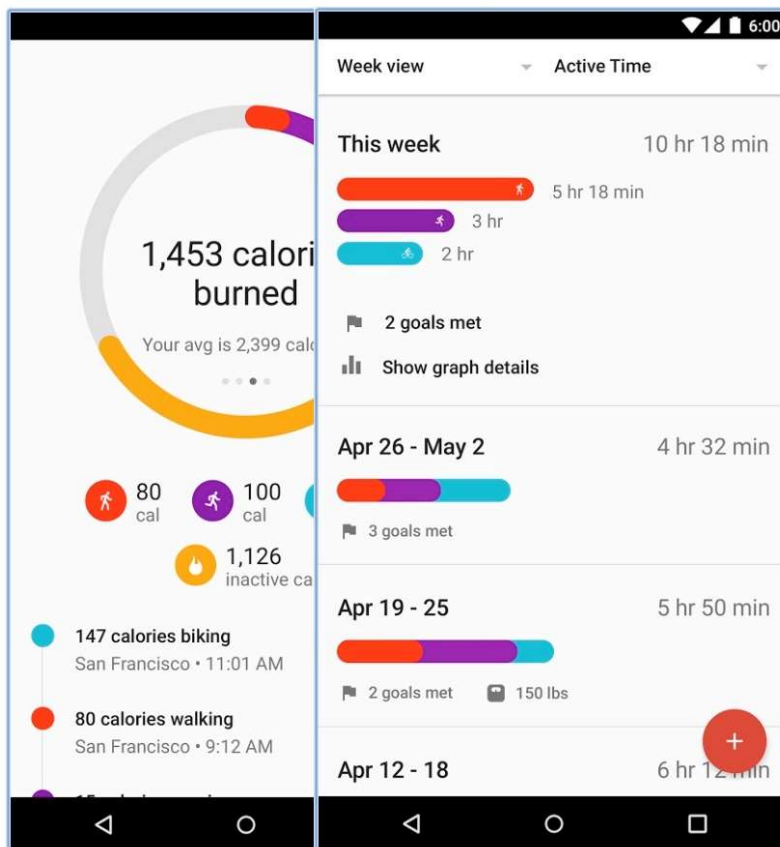 1,453 calori
burned
Your avg is 2,399 calo
80
cal
100
cal
1,126
inactive ca
147 calories biking
San Francisco • 11:01 AM
80 calories walking
San Francisco • 9:12 AM
6:00
Week view
Active Time
This week
10 hr 18 min
5 hr 18 min
3 hr
2 hr
2 goals met
Show graph details
Apr 26 - May 2
4 hr 32 min
3 goals met
Apr 19 - 25
5 hr 50 min
2 goals met
150 lbs
+
Apr 12 - 18
6 hr 12 min